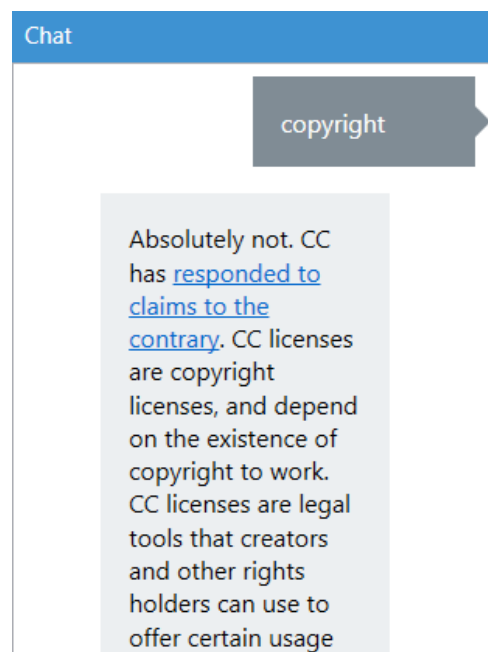 Chat
copyright
Absolutely not. CC
has responded to
claims to the
contrary. CC licenses
are copyright
licenses, and depend
on the existence of
copyright to work.
CC licenses are legal
tools that creators
and other rights
holders can use to
offer certain usage